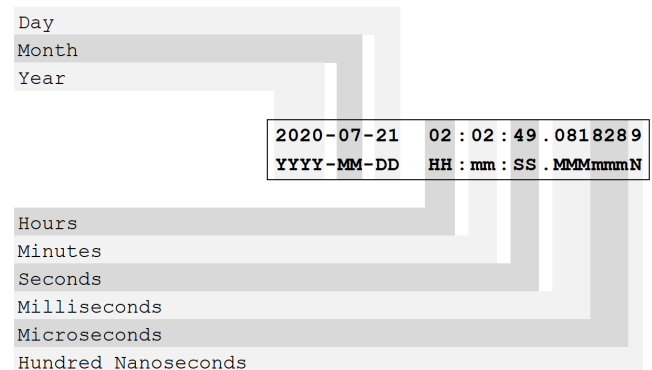 Day
Month
Year
2020-07-21 02:02:49.0818289
YYYY-MM-DD HH:mm:SS.MMMmmmN
Hours
Minutes
Seconds
Milliseconds
Microseconds
Hundred Nanoseconds